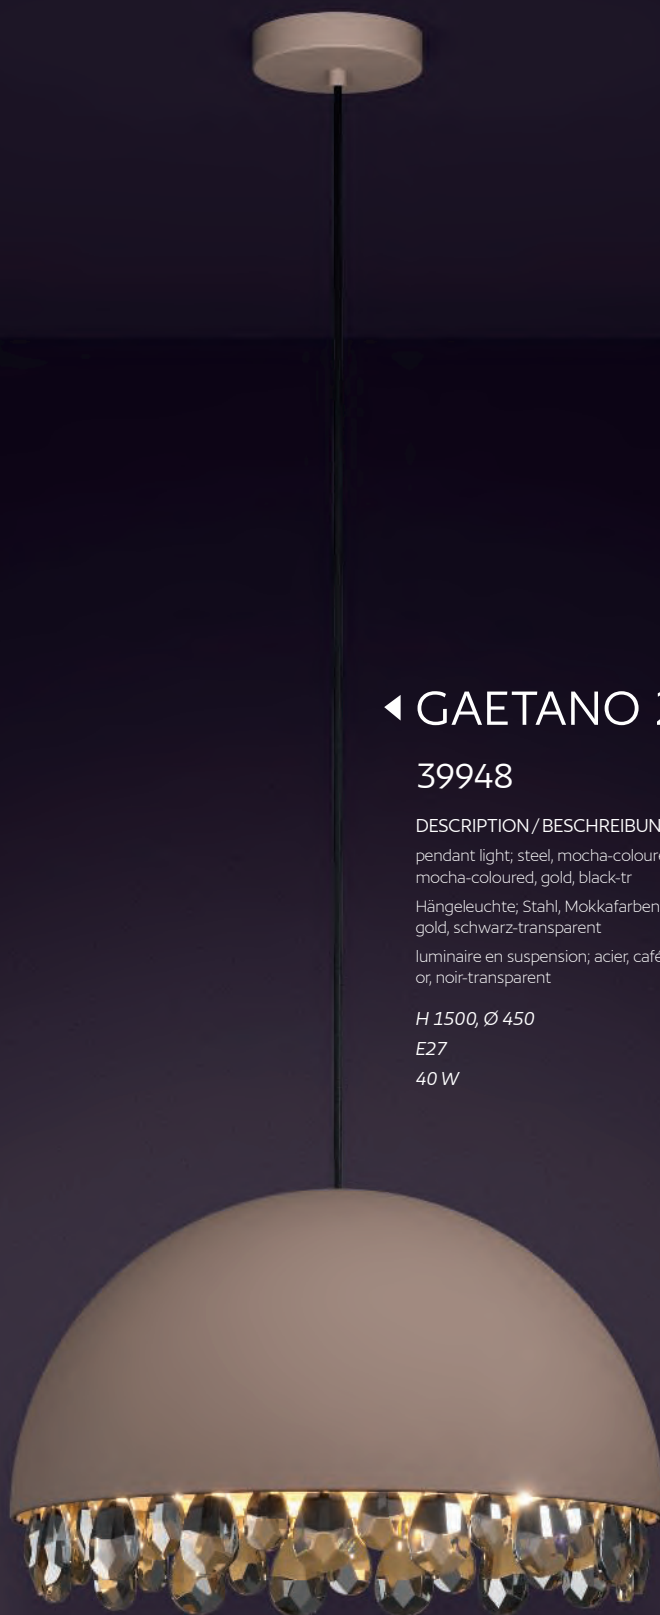 GAETANO
39948
DESCRIPTION / BESCHREIBUN
pendant light; steel, mocha-coloure
mocha-coloured, gold, black-tr
Hängeleuchte; Stahl, Mokkafarben
gold, schwarz-transparent
luminaire en suspension; acier, café
or, noir-transparent
H 1500, Ø 450
E27
40 W